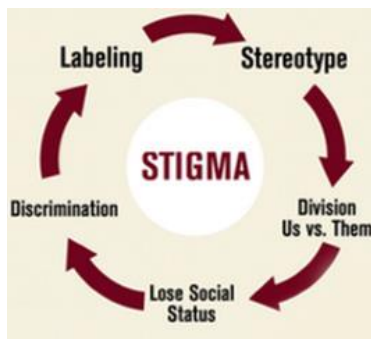 Labeling
Stereotype
STIGMA
Discrimination
Division
Us vs. Them
Lose Social
Status